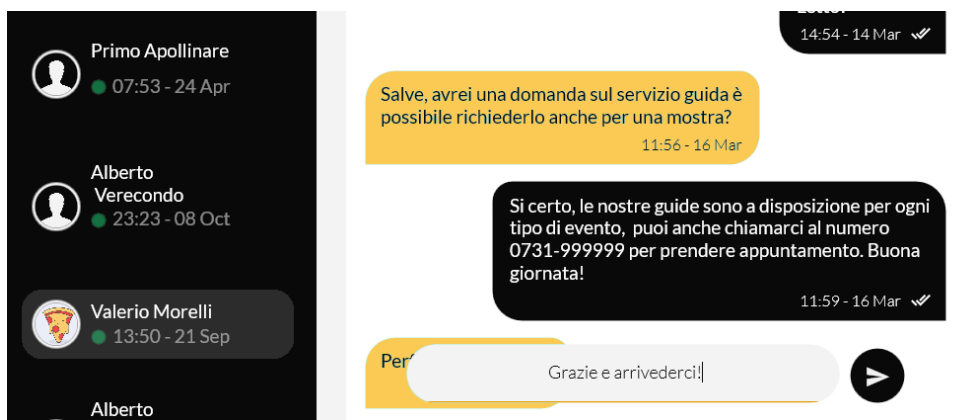 Primo Apollinare
07:53 - 24 Apr
Alberto
Verecondo
23:23 - 08 Oct
Valerio Morelli
13:50 - 21 Sep
Alberto
14:54 - 14 Mar
Salve, avrei una domanda sul servizio guida è
possibile richiederlo anche per una mostra?
11:56 - 16 Mar
Si certo, le nostre guide sono a disposizione per ogni
tipo di evento, puoi anche chiamarci al numero
0731-999999 per prendere appuntamento. Buona
giornata!
11:59 - 16 Mar
Grazie e arrivederci!